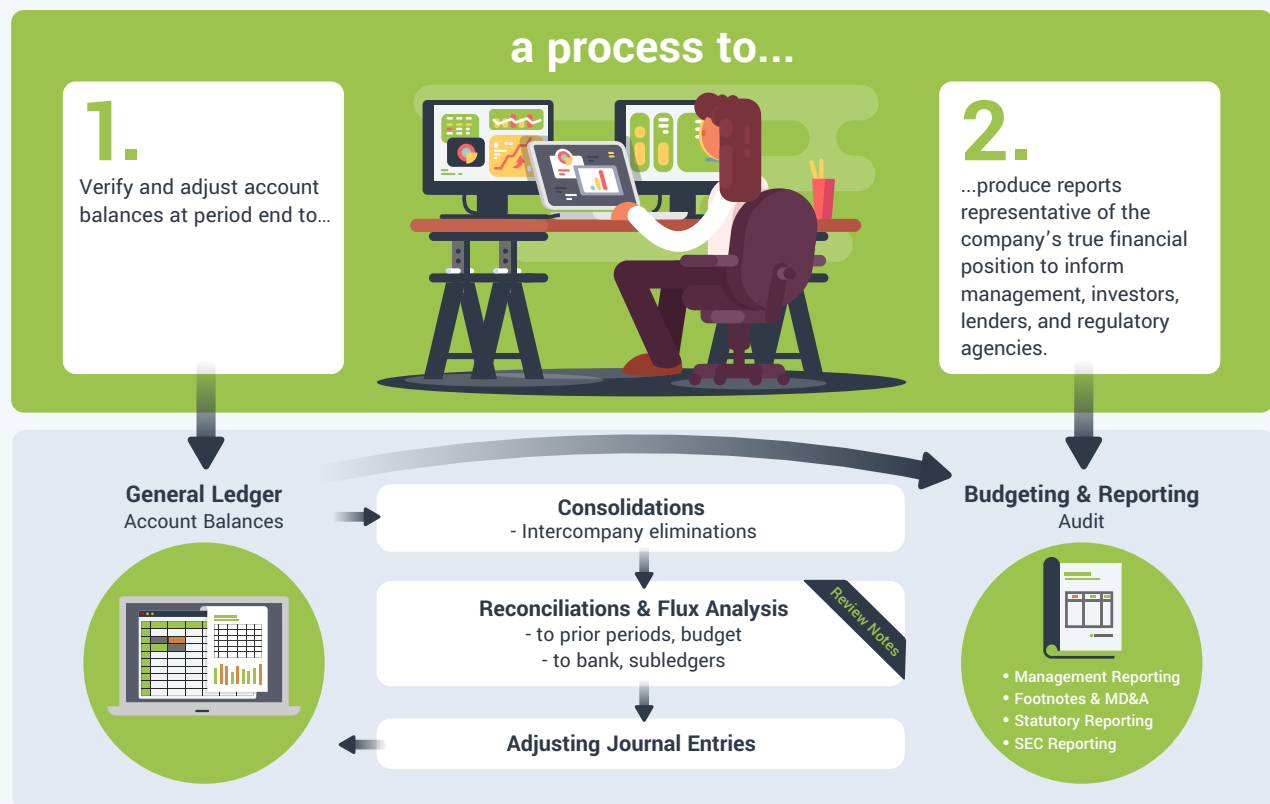 a process to...
1.
Verify and adjust account
balances at period end to...
2.
...produce reports
representative of the
company's true financial
position to inform
management, investors,
lenders, and regulatory
agencies.
General Ledger
Account Balances
Consolidations
- Intercompany eliminations
Reconciliations & Flux Analysis
- to prior periods, budget
- to bank, subledgers
Review Notes
Adjusting Journal Entries
Budgeting & Reporting
Audit
• Management Reporting
• Footnotes & MD&A
• Statutory Reporting
• SEC Reporting